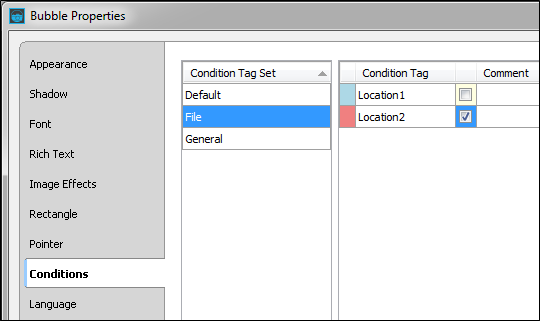 Bubble Properties
Appearance
Shadow
Font
Rich Text
Image Effects
Rectangle
Pointer
Conditions
Language
Condition Tag Set
Default
File
General
Condition Tag Comment
Location1
Location2